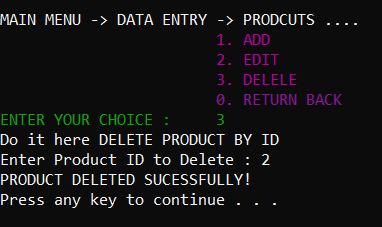 MAIN MENU -> DATA ENTRY -> PRODCUTS ....
1. ADD
2. EDIT
3. DELELE
0. RETURN BACK
ENTER YOUR CHOICE : 3
Do it here DELETE PRODUCT BY ID
Enter Product ID to Delete : 2
PRODUCT DELETED SUCESSFULLY!
Press any key to continue . . .